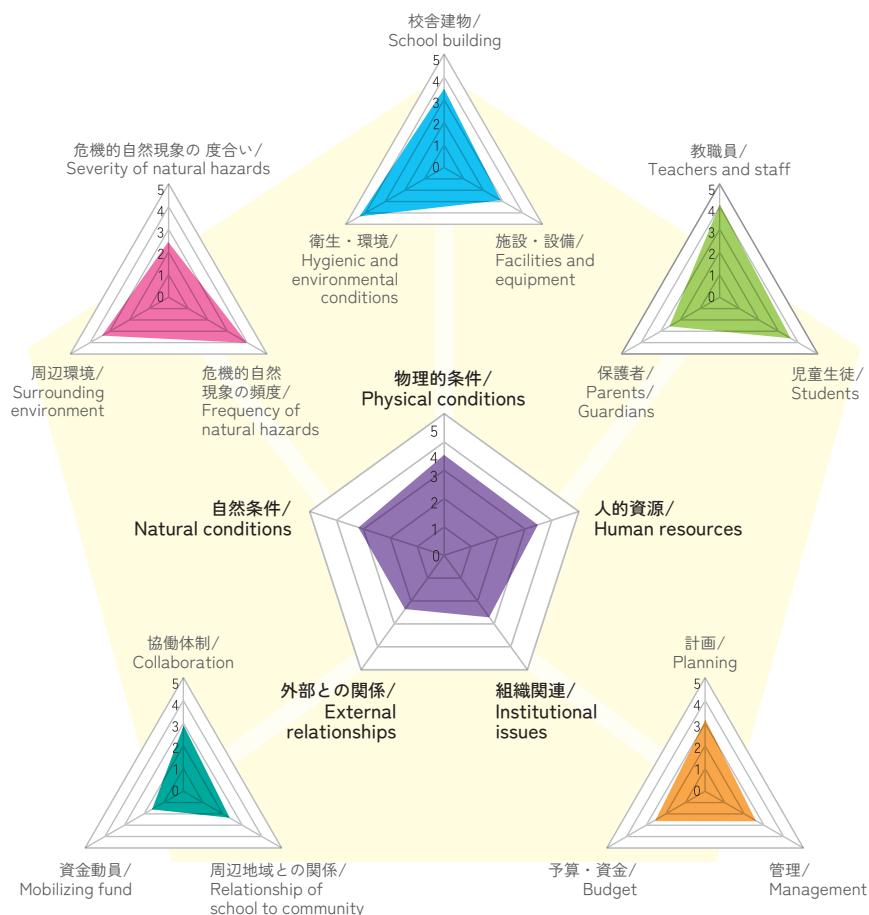 校舎建物/
School building
5
4
3
2
1
0
衛生・環境/
Hygienic and
environmental
conditions
施設・設備/
Facilities and
equipment
危機的自然現象の 度合い/
Severity of natural hazards
5
4
3
2
1
0
周辺環境/
Surrounding
environment
危機的自然
現象の頻度/
Frequency of
natural hazards
教職員/
Teachers and staff
5
4
3
2
1
0
保護者/
Parents/
Guardians
児童生徒/
Students
物理的条件/
Physical conditions
5
4
3
2
1
0
自然条件/
Natural conditions
人的資源/
Human resources
外部との関係/
External
relationships
組織関連/
Institutional
issues
協働体制/
Collaboration
5
4
3
2
1
0
資金動員/
Mobilizing fund
周辺地域との関係/
Relationship of
school to community
計画/
Planning
5
4
3
2
1
0
予算・資金/
Budget
管理/
Management